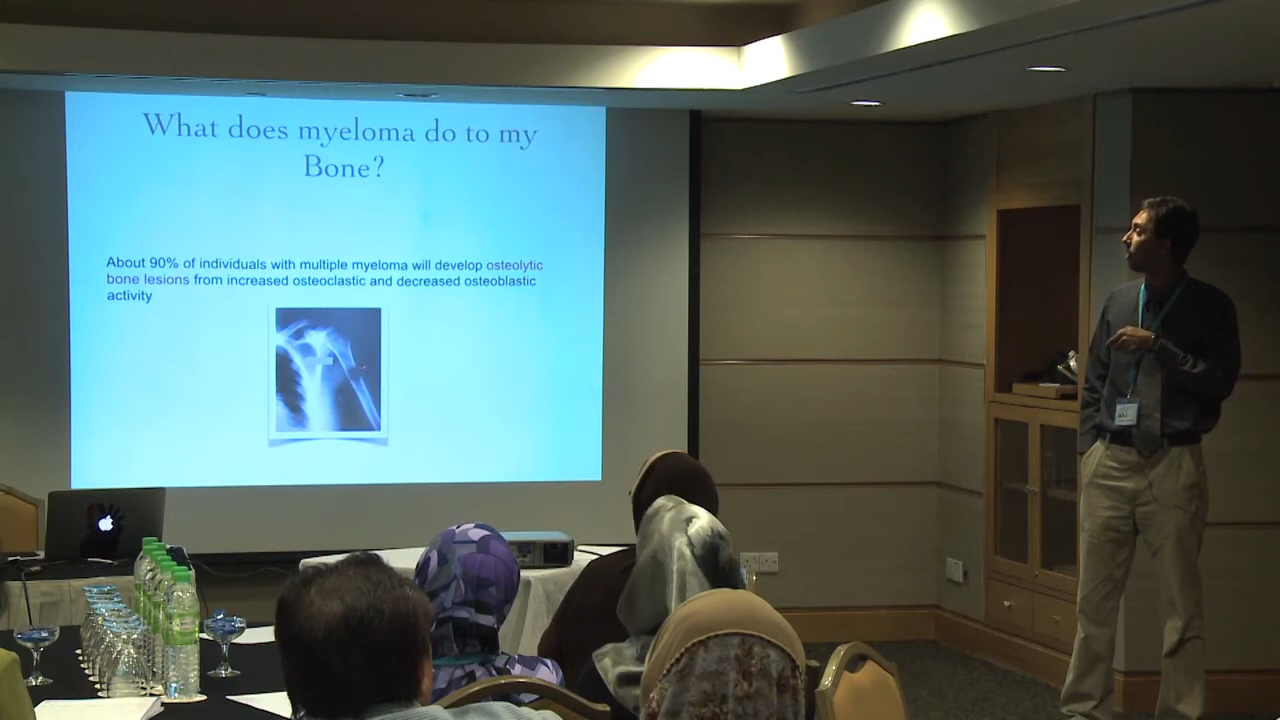 What does myeloma do to my
Bone?
About 90% of individuals with multiple myeloma will develop osteolytic
bone lesions from increased osteoclastic and decreased osteoblastic
activity